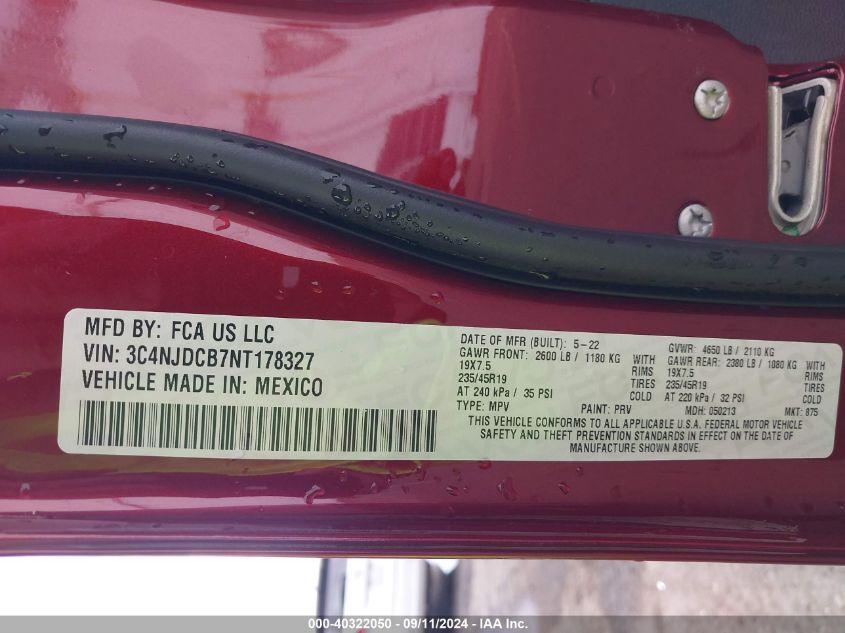 MFD BY: FCA US LLC
VIN: 3C4NJDCB7NT178327
VEHICLE MADE IN: MEXICO
DATE OF MFR (BUILT): 5-22
GAWR FRONT: 2600 LB / 1180 KG WITH
19X7.5 RIMS
235/45R19 TIRES
AT 240 kPa / 35 PSI COLD
TYPE: MPV PAINT: PRV
GVWR: 4650 LB / 2110 KG
GAWR REAR: 2380 LB / 1080 KG WITH
19X7.5 RIMS
235/45R19 TIRES
AT 220 kPa / 32 PSI COLD
MDH: 050213 MKT: 875
THIS VEHICLE CONFORMS TO ALL APPLICABLE U.S.A. FEDERAL MOTOR VEHICLE
SAFETY AND THEFT PREVENTION STANDARDS IN EFFECT ON THE DATE OF
MANUFACTURE SHOWN ABOVE.
000-40322050 - 09/11/2024 - IAA Inc.